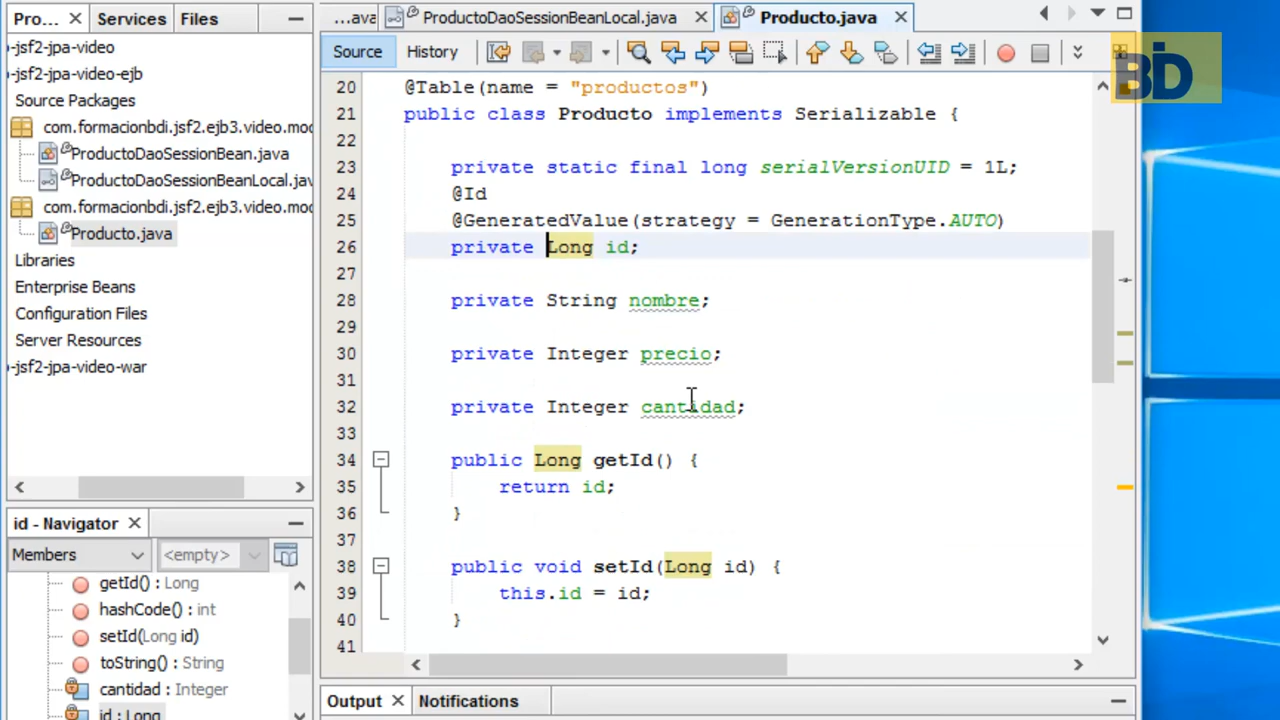 Pro... Services Files
-jsf2-jpa-video
-jsf2-jpa-video-ejb
Source Packages
com.formacionbdi.jsf2.ejb3.video.mod
ProductoDaoSessionBean.java
ProductoDaoSessionBeanLocal.jav
com.formacionbdi.jsf2.ejb3.video.mod
Producto.java
Libraries
Enterprise Beans
Configuration Files
Server Resources
-jsf2-jpa-video-war
id - Navigator
Members <empty>
getId() : Long
hashCode() : int
setId(Long id)
toString() : String
cantidad : Integer
id : Long
...ava ProductoDaoSessionBeanLocal.java Producto.java
Source History
BDi
20 @Table(name = "productos")
21 public class Producto implements Serializable {
22
23 private static final long serialVersionUID = 1L;
24 @Id
25 @GeneratedValue(strategy = GenerationType.AUTO)
26 private Long id;
27
28 private String nombre;
29
30 private Integer precio;
31
32 private Integer cantidad;
33
34 public Long getId() {
35 return id;
36 }
37
38 public void setId(Long id) {
39 this.id = id;
40 }
41
Output Notifications